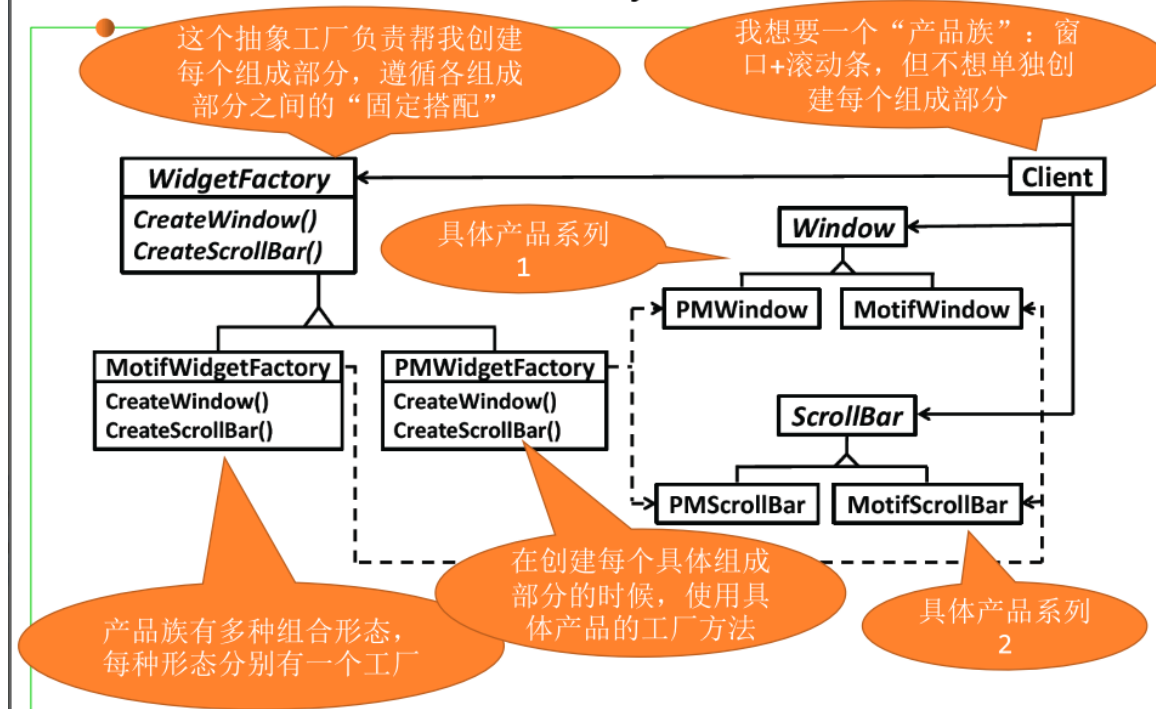 这个抽象工厂负责帮我创建
每个组成部分，遵循各组成
部分之间的“固定搭配”
我想要一个“产品族”：窗
口+滚动条，但不想单独创
建每个组成部分
WidgetFactory
CreateWindow()
CreateScrollBar()
Client
具体产品系列
1
Window
PMWindow
MotifWindow
MotifWidgetFactory
CreateWindow()
CreateScrollBar()
PMWidgetFactory
CreateWindow()
CreateScrollBar()
ScrollBar
PMScrollBar
MotifScrollBar
产品族有多种组合形态，
每种形态分别有一个工厂
在创建每个具体组成
部分的时候，使用具
体产品的工厂方法
具体产品系列
2